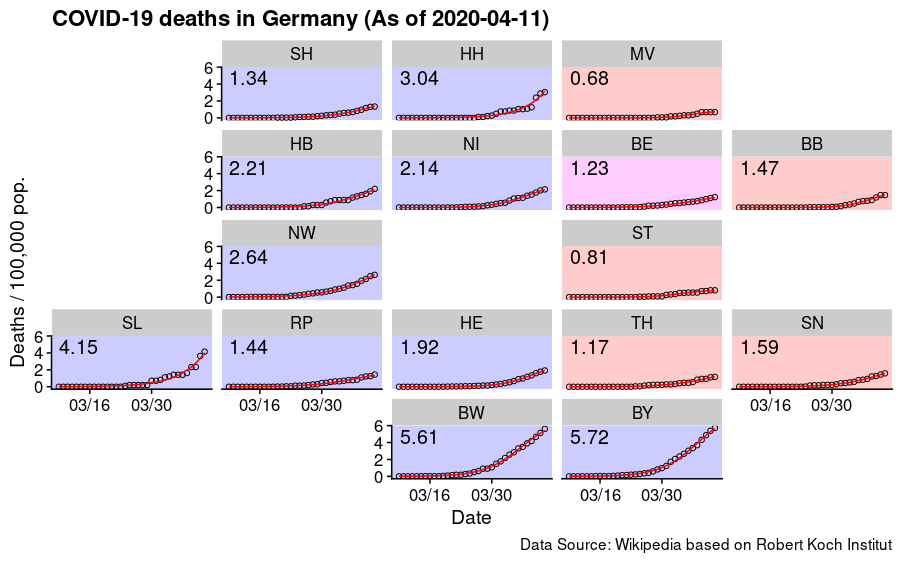 COVID-19 deaths in Germany (As of 2020-04-11)
SH HH MV
6 4 2 0 1.34 3.04 0.68
HB NI BE BB
6 4 2 0 2.21 2.14 1.23 1.47
NW ST
6 4 2 0 2.64 0.81
SL RP HE TH SN
6 4 2 0 4.15 1.44 1.92 1.17 1.59
03/16 03/30 03/16 03/30 03/16 03/30
BW BY
6 4 2 0 5.61 5.72
03/16 03/30 03/16 03/30
Deaths / 100,000 pop.
Date
Data Source: Wikipedia based on Robert Koch Institut